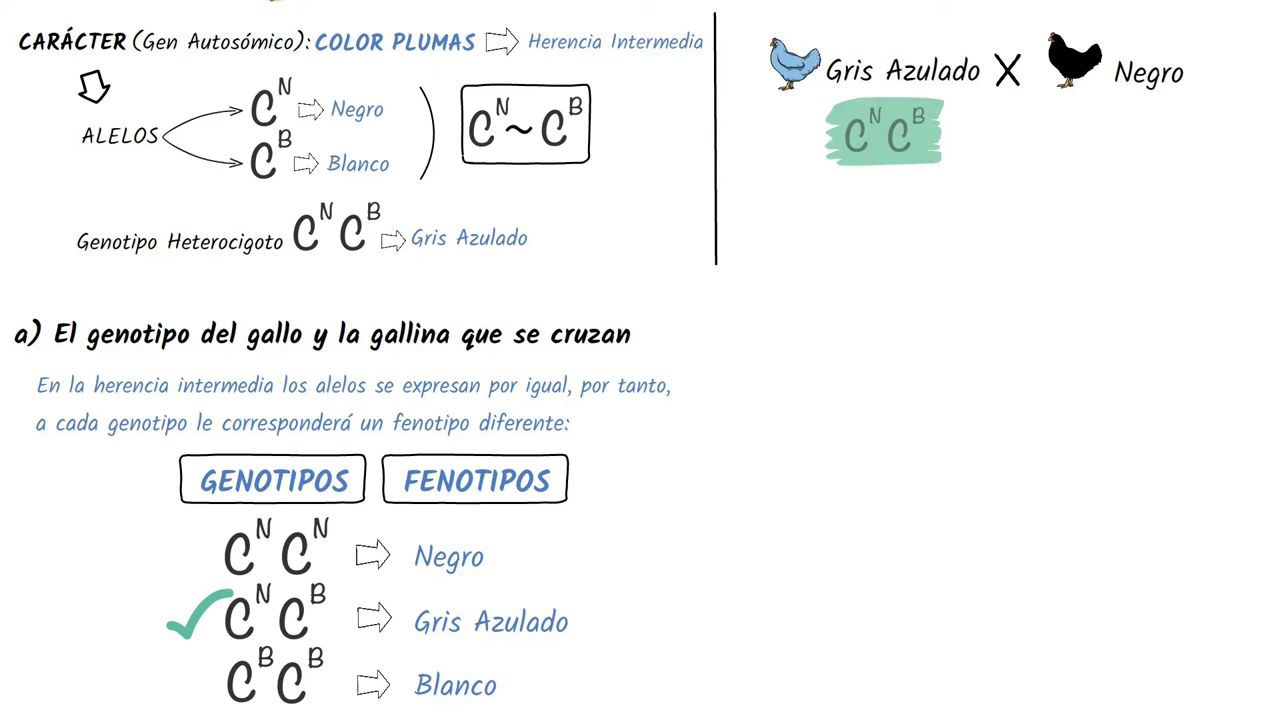 CARÁCTER (Gen Autosómico): COLOR PLUMAS ⇨ Herencia Intermedia
ALELOS
C^N ⇨ Negro
C^B ⇨ Blanco
C^N ~ C^B
Genotipo Heterocigoto C^N C^B ⇨ Gris Azulado
Gris Azulado X Negro
C^N C^B
a) El genotipo del gallo y la gallina que se cruzan
En la herencia intermedia los alelos se expresan por igual, por tanto,
a cada genotipo le corresponderá un fenotipo diferente:
GENOTIPOS FENOTIPOS
C^N C^N ⇨ Negro
C^N C^B ⇨ Gris Azulado
C^B C^B ⇨ Blanco